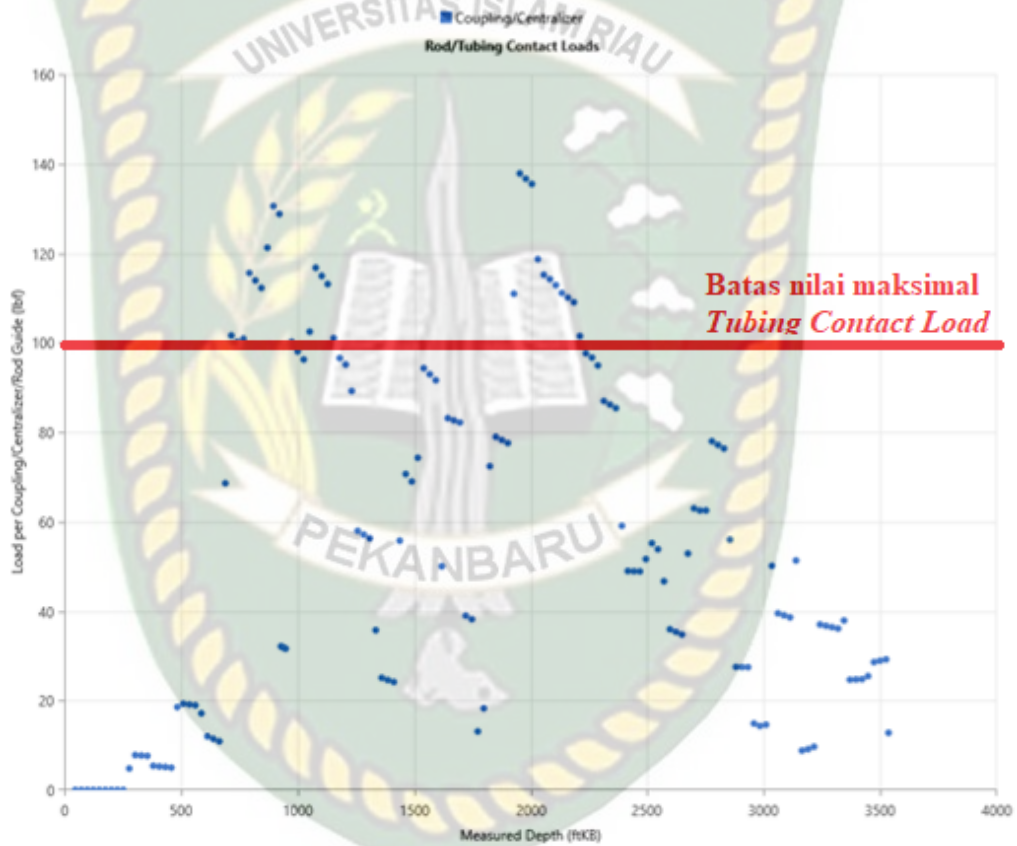 UNIVERSITAS ISLAM RIAU
Coupling/Centralizer
Rod/Tubing Contact Loads
Load per Coupling/Centralizer/Rod Guide (lbf)
160
140
120
100
80
60
40
20
0
Batas nilai maksimal
Tubing Contact Load
PEKANBARU
0 500 1000 1500 2000 2500 3000 3500 4000
Measured Depth (ftKB)